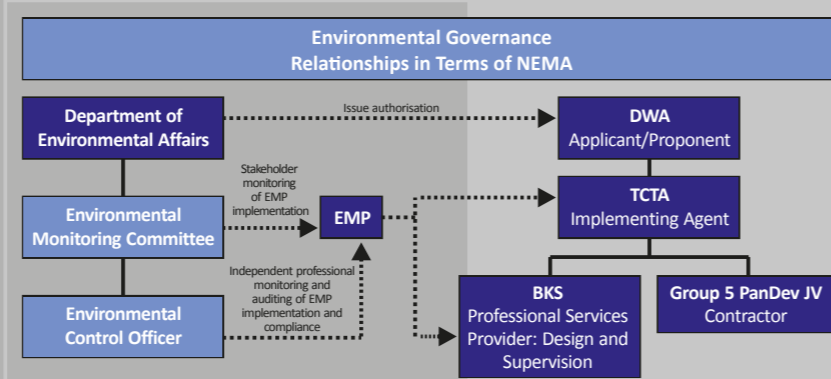 Environmental Governance
Relationships in Terms of NEMA
Department of
Environmental Affairs
Issue authorisation
DWA
Applicant/Proponent
Stakeholder
monitoring
of EMP
implementation
Environmental
Monitoring Committee
EMP
TCTA
Implementing Agent
Independent professional
monitoring and
auditing of EMP
implementation and
compliance
Environmental
Control Officer
BKS
Professional Services
Provider: Design and
Supervision
Group 5 PanDev JV
Contractor